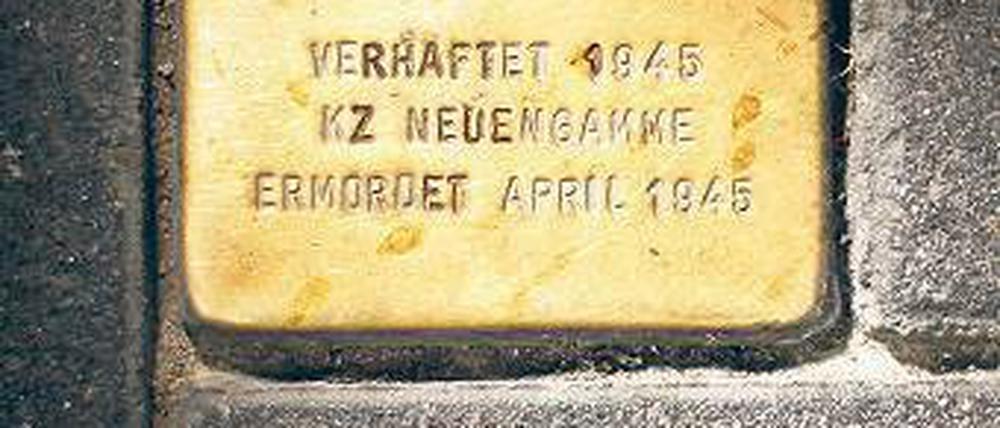 VERHAFTET 1945
KZ NEUENGAMME
ERMORDET APRIL 1945